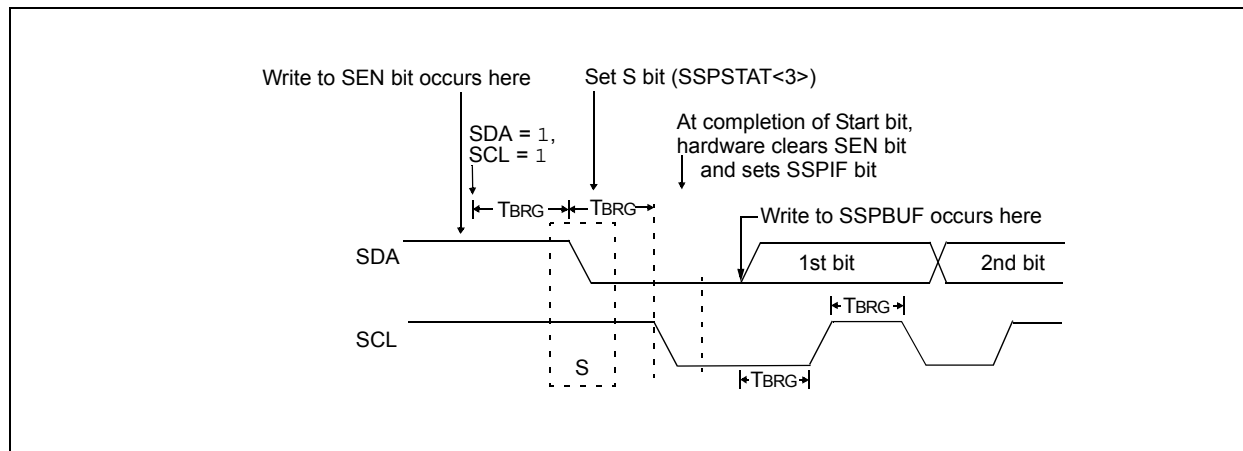 Write to SEN bit occurs here
Set S bit (SSPSTAT<3>)
SDA = 1,
SCL = 1
At completion of Start bit,
hardware clears SEN bit
and sets SSPIF bit
TBRG
TBRG
Write to SSPBUF occurs here
SDA
1st bit
2nd bit
TBRG
SCL
S
TBRG